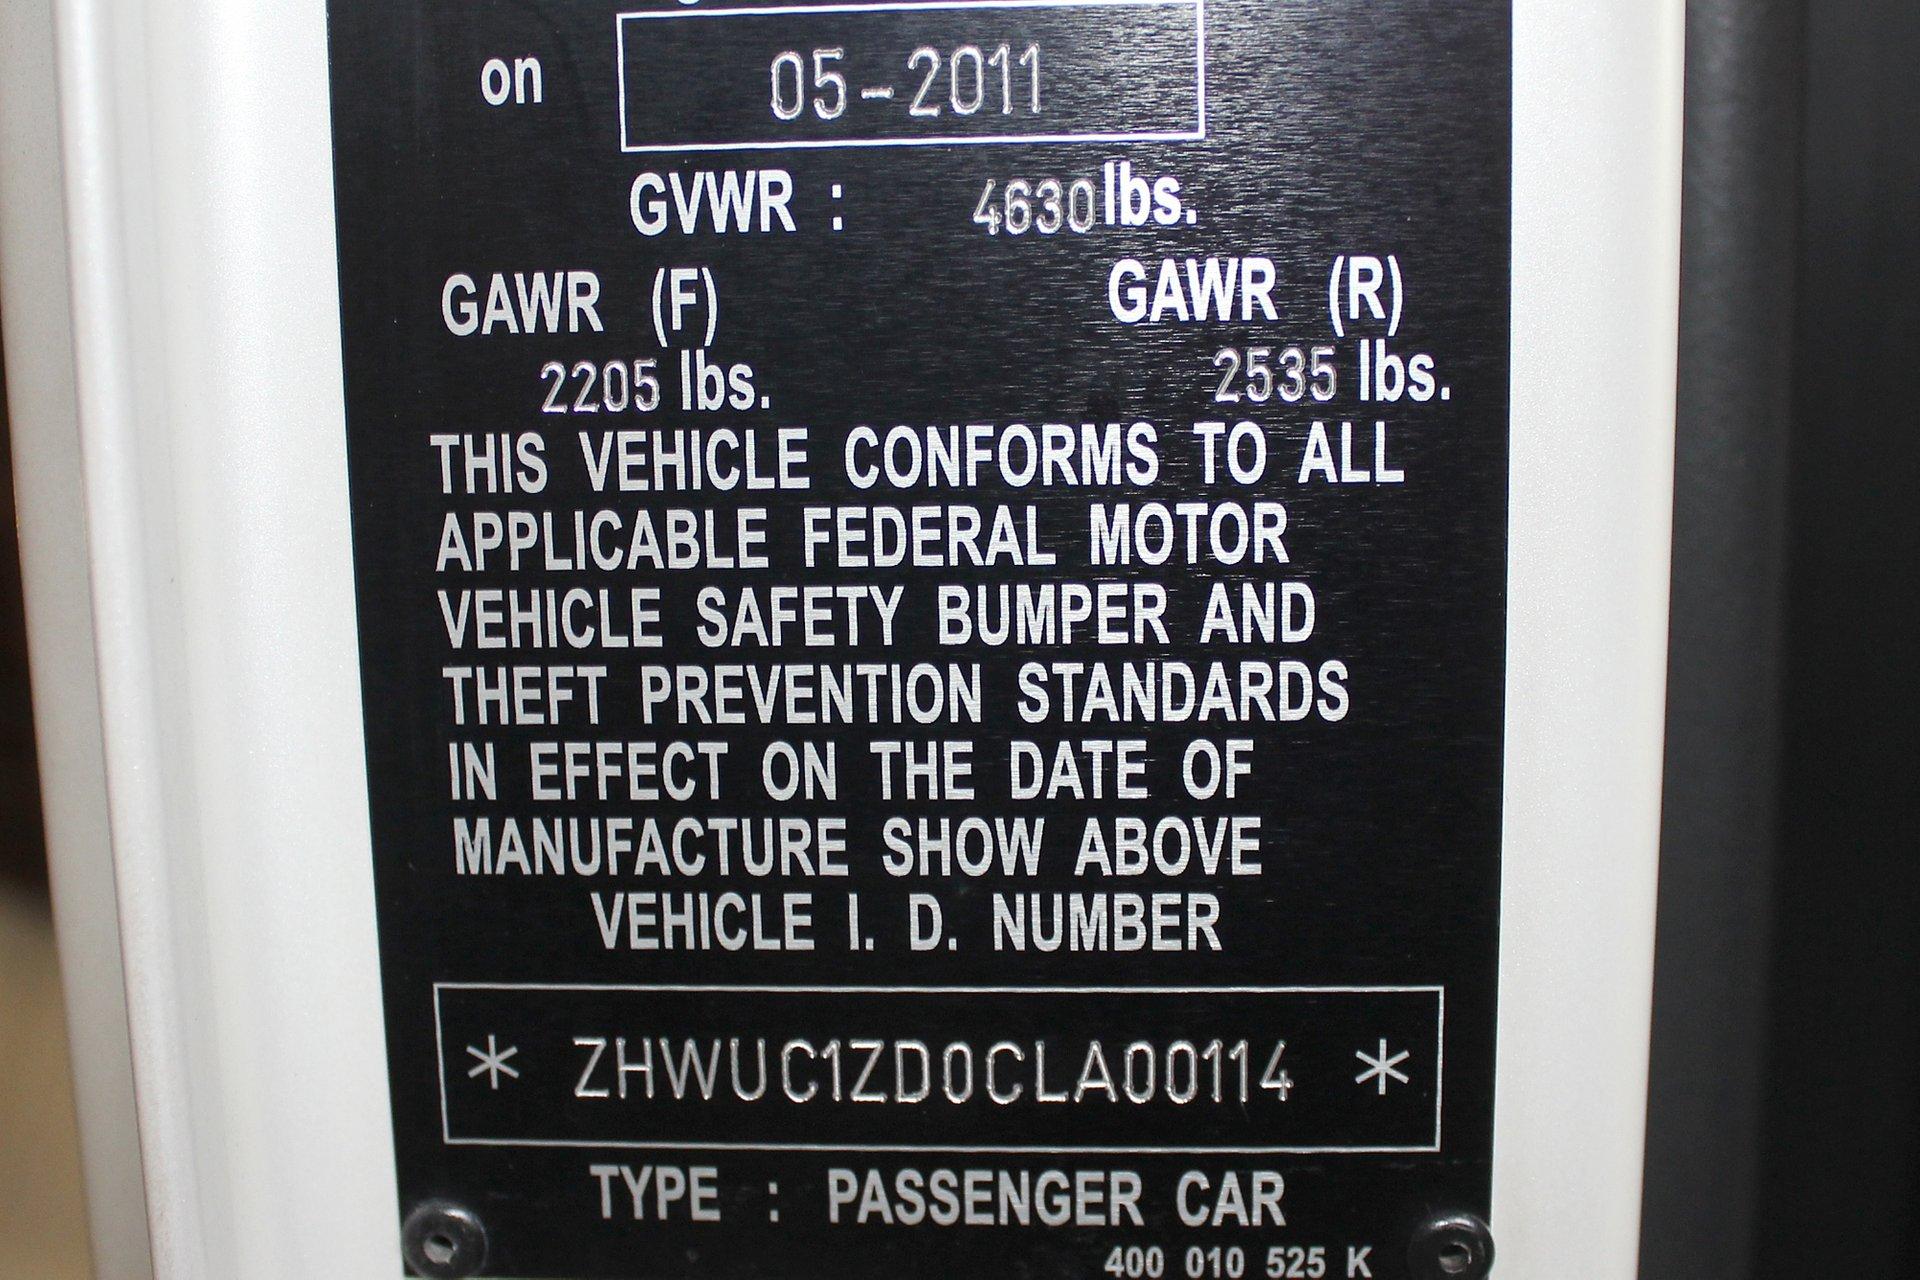 on 05-2011
GVWR : 4630 lbs.
GAWR (F) GAWR (R)
2205 lbs. 2535 lbs.
THIS VEHICLE CONFORMS TO ALL
APPLICABLE FEDERAL MOTOR
VEHICLE SAFETY BUMPER AND
THEFT PREVENTION STANDARDS
IN EFFECT ON THE DATE OF
MANUFACTURE SHOW ABOVE
VEHICLE I. D. NUMBER
* ZHWUC1ZD0CLA00114 *
TYPE : PASSENGER CAR
400 010 525 K